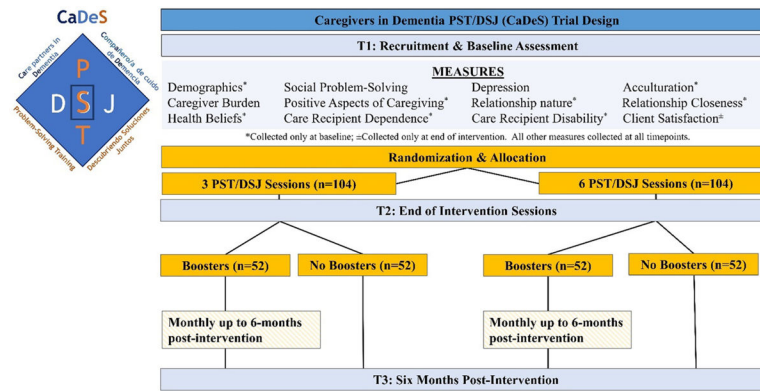 CaDeS
Care partners in
Dementia
Compañero/a de cuido
de Demencia
P
D S J
T
Problem-Solving Training
Descubriendo Soluciones
Juntos
Caregivers in Dementia PST/DSJ (CaDeS) Trial Design
T1: Recruitment & Baseline Assessment
MEASURES
Demographics* Social Problem-Solving Depression Acculturation*
Caregiver Burden Positive Aspects of Caregiving* Relationship nature* Relationship Closeness*
Health Beliefs* Care Recipient Dependence* Care Recipient Disability* Client Satisfaction±
*Collected only at baseline; ±Collected only at end of intervention. All other measures collected at all timepoints.
Randomization & Allocation
3 PST/DSJ Sessions (n=104) 6 PST/DSJ Sessions (n=104)
T2: End of Intervention Sessions
Boosters (n=52) No Boosters (n=52) Boosters (n=52) No Boosters (n=52)
Monthly up to 6-months
post-intervention
Monthly up to 6-months
post-intervention
T3: Six Months Post-Intervention